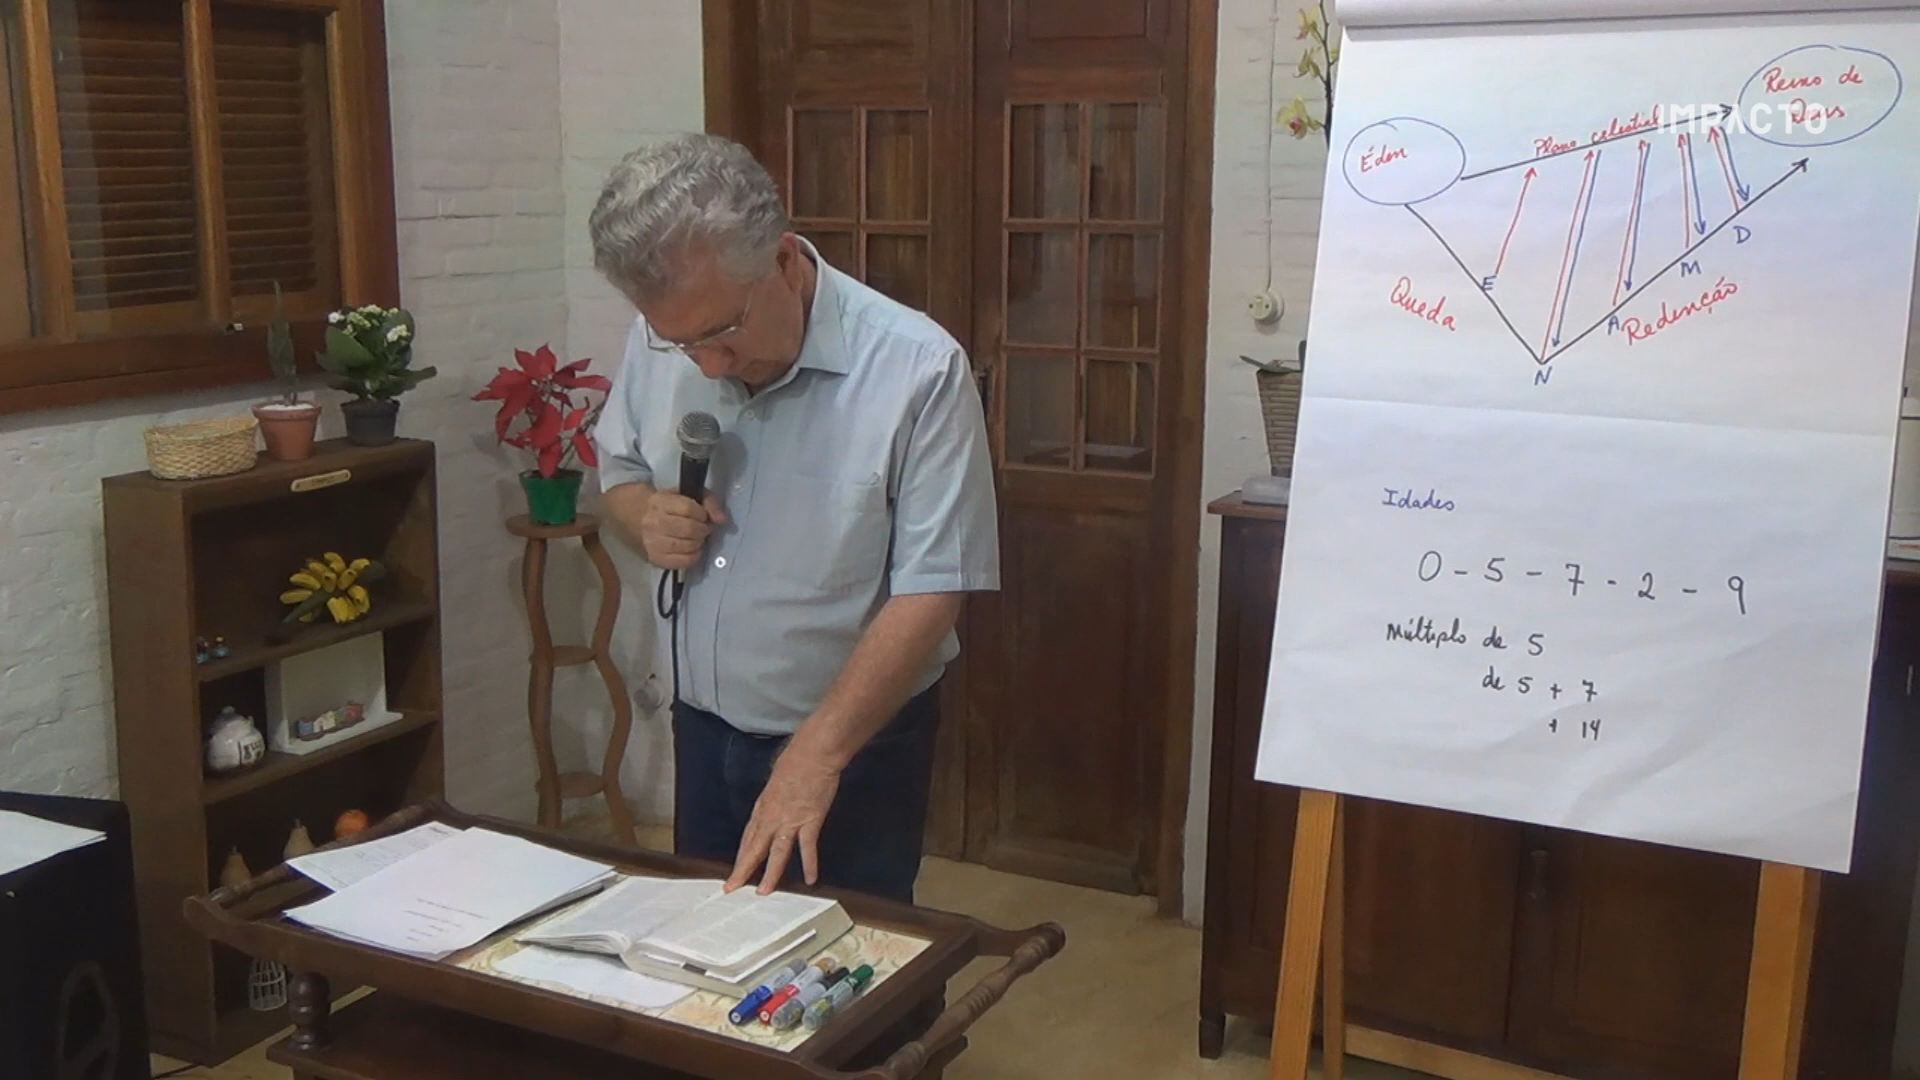 IMPACTO
Reino de
Deus
Éden
Plano celestial
E
D
M
Queda
A
Redenção
N
Idades
0 - 5 - 7 - 2 - 9
Múltiplo de 5
de 5 + 7
+ 14